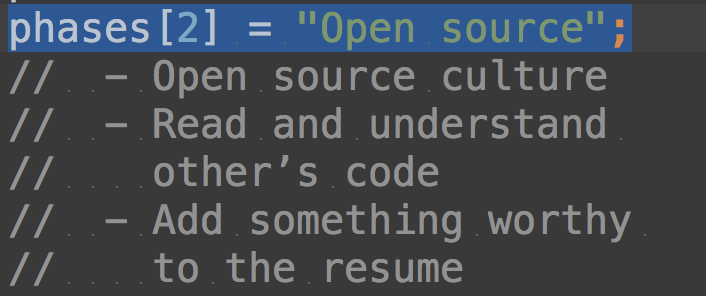 phases[2] = "Open source";
//  - Open source culture
//  - Read and understand
//    other’s code
//  - Add something worthy
//    to the resume